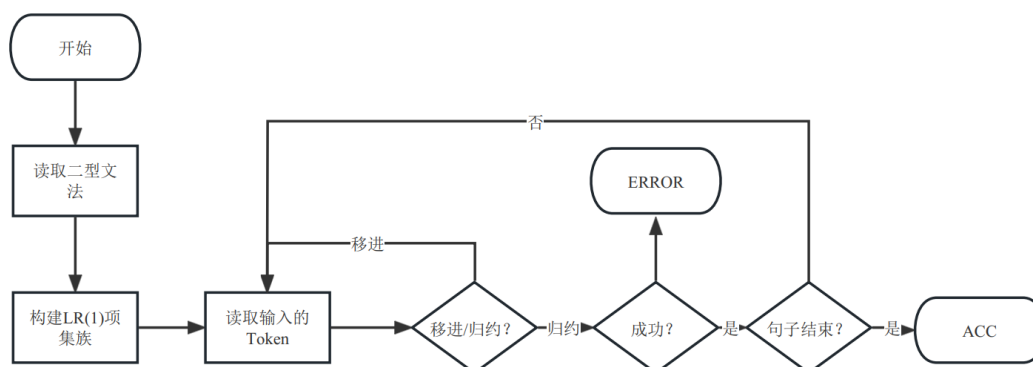 开始
否
读取二型文
法
ERROR
移进
构建LR(1)项
集族
读取输入的
Token
移进/归约？
归约
成功？
是
句子结束？
是
ACC